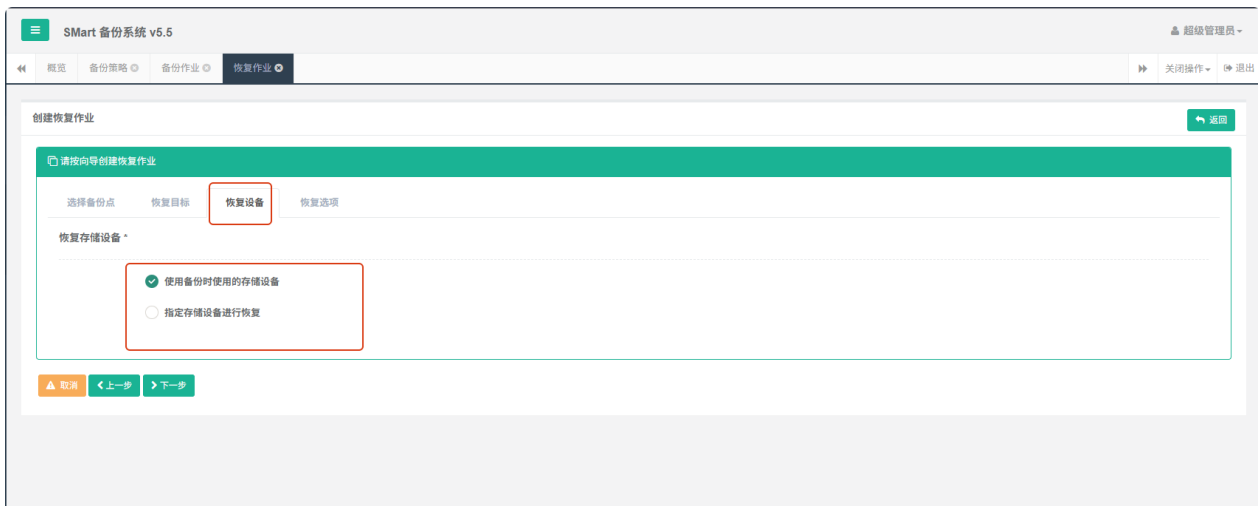 SMart 备份系统 v5.5
超级管理员
概览 备份策略 备份作业 恢复作业 关闭操作 退出
创建恢复作业 返回
请按向导创建恢复作业
选择备份点 恢复目标 恢复设备 恢复选项
恢复存储设备 *
使用备份时使用的存储设备
指定存储设备进行恢复
取消 上一步 下一步